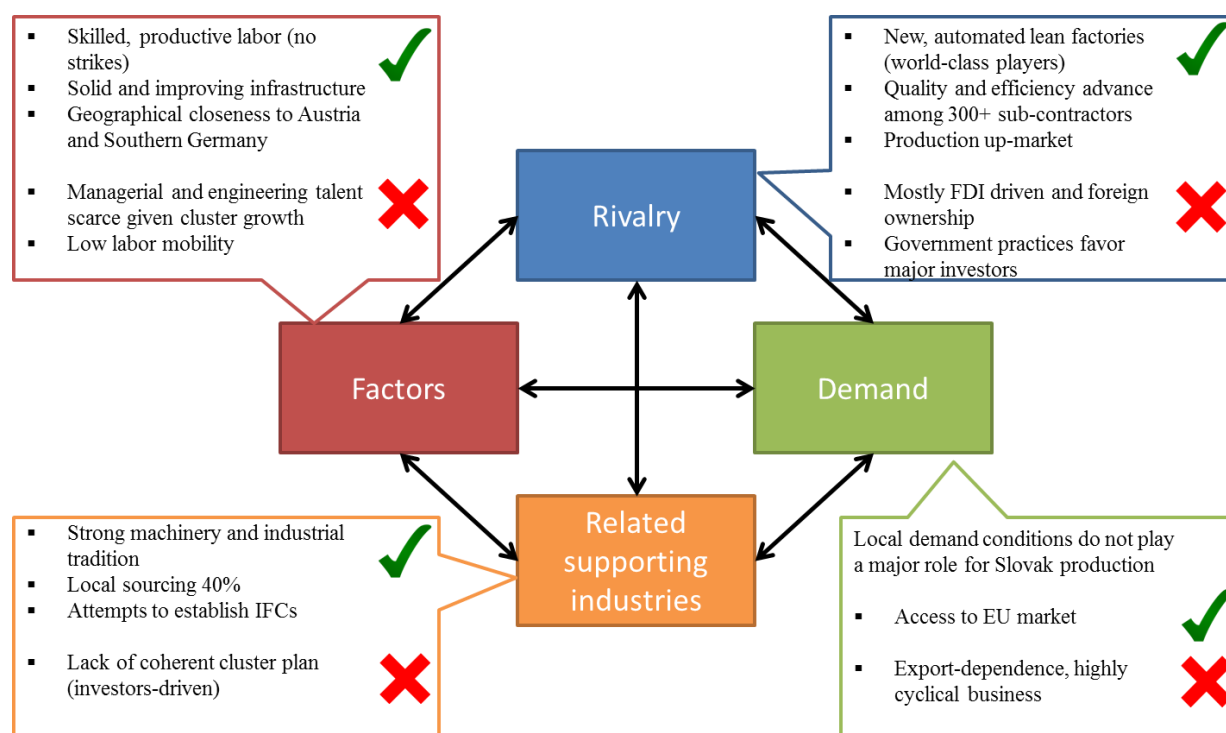 ▪ Skilled, productive labor (no
strikes)
▪ Solid and improving infrastructure
▪ Geographical closeness to Austria
and Southern Germany
▪ Managerial and engineering talent
scarce given cluster growth
▪ Low labor mobility
▪ New, automated lean factories
(world-class players)
▪ Quality and efficiency advance
among 300+ sub-contractors
▪ Production up-market
▪ Mostly FDI driven and foreign
ownership
▪ Government practices favor
major investors
Rivalry
Factors
Demand
Related
supporting
industries
▪ Strong machinery and industrial
tradition
▪ Local sourcing 40%
▪ Attempts to establish IFCs
▪ Lack of coherent cluster plan
(investors-driven)
Local demand conditions do not play
a major role for Slovak production
▪ Access to EU market
▪ Export-dependence, highly
cyclical business